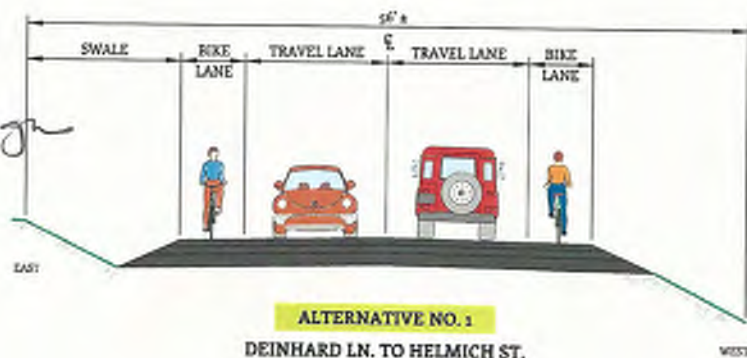 56' ±
℄
SWALE
BIKE LANE
TRAVEL LANE
TRAVEL LANE
BIKE LANE
EAST
ALTERNATIVE NO. 1
DEINHARD LN. TO HELMICH ST.
WEST